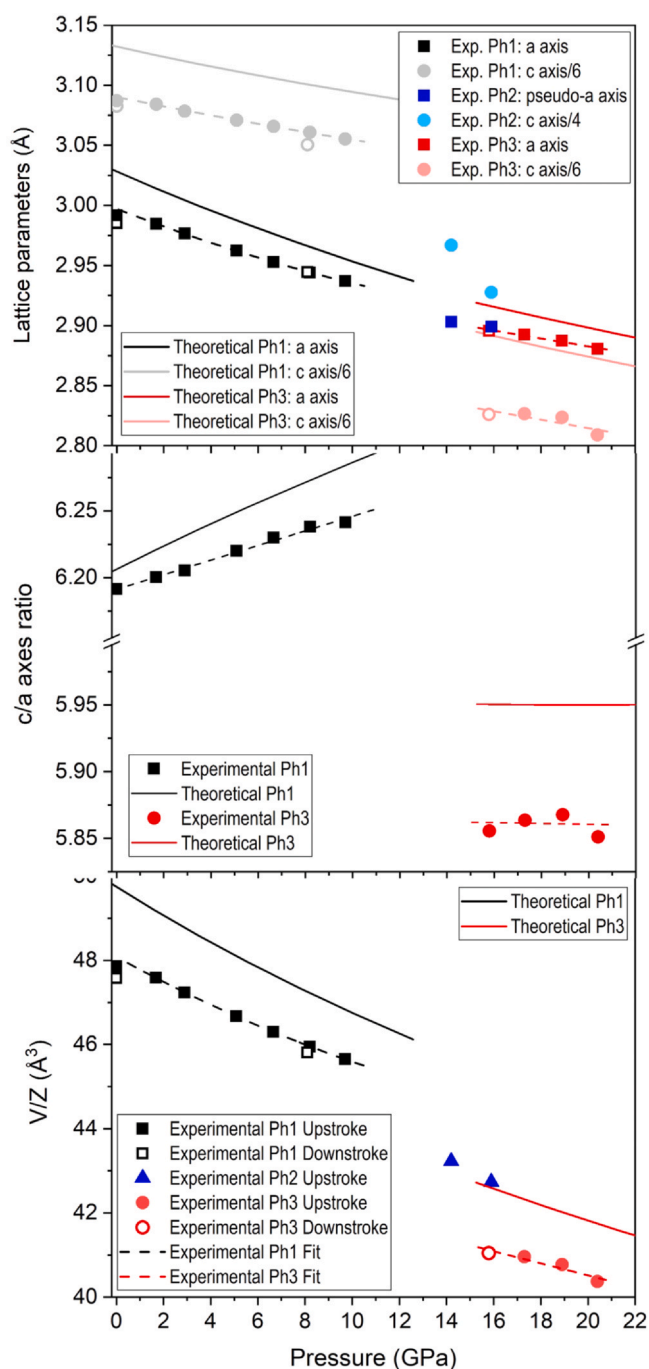 3.15
3.10
3.05
3.00
2.95
2.90
2.85
2.80
Lattice parameters (Å)
Exp. Ph1: a axis
Exp. Ph1: c axis/6
Exp. Ph2: pseudo-a axis
Exp. Ph2: c axis/4
Exp. Ph3: a axis
Exp. Ph3: c axis/6
Theoretical Ph1: a axis
Theoretical Ph1: c axis/6
Theoretical Ph3: a axis
Theoretical Ph3: c axis/6
6.25
6.20
5.95
5.90
5.85
c/a axes ratio
Experimental Ph1
Theoretical Ph1
Experimental Ph3
Theoretical Ph3
48
46
44
42
40
V/Z (Å³)
Theoretical Ph1
Theoretical Ph3
Experimental Ph1 Upstroke
Experimental Ph1 Downstroke
Experimental Ph2 Upstroke
Experimental Ph3 Upstroke
Experimental Ph3 Downstroke
Experimental Ph1 Fit
Experimental Ph3 Fit
0 2 4 6 8 10 12 14 16 18 20 22
Pressure (GPa)